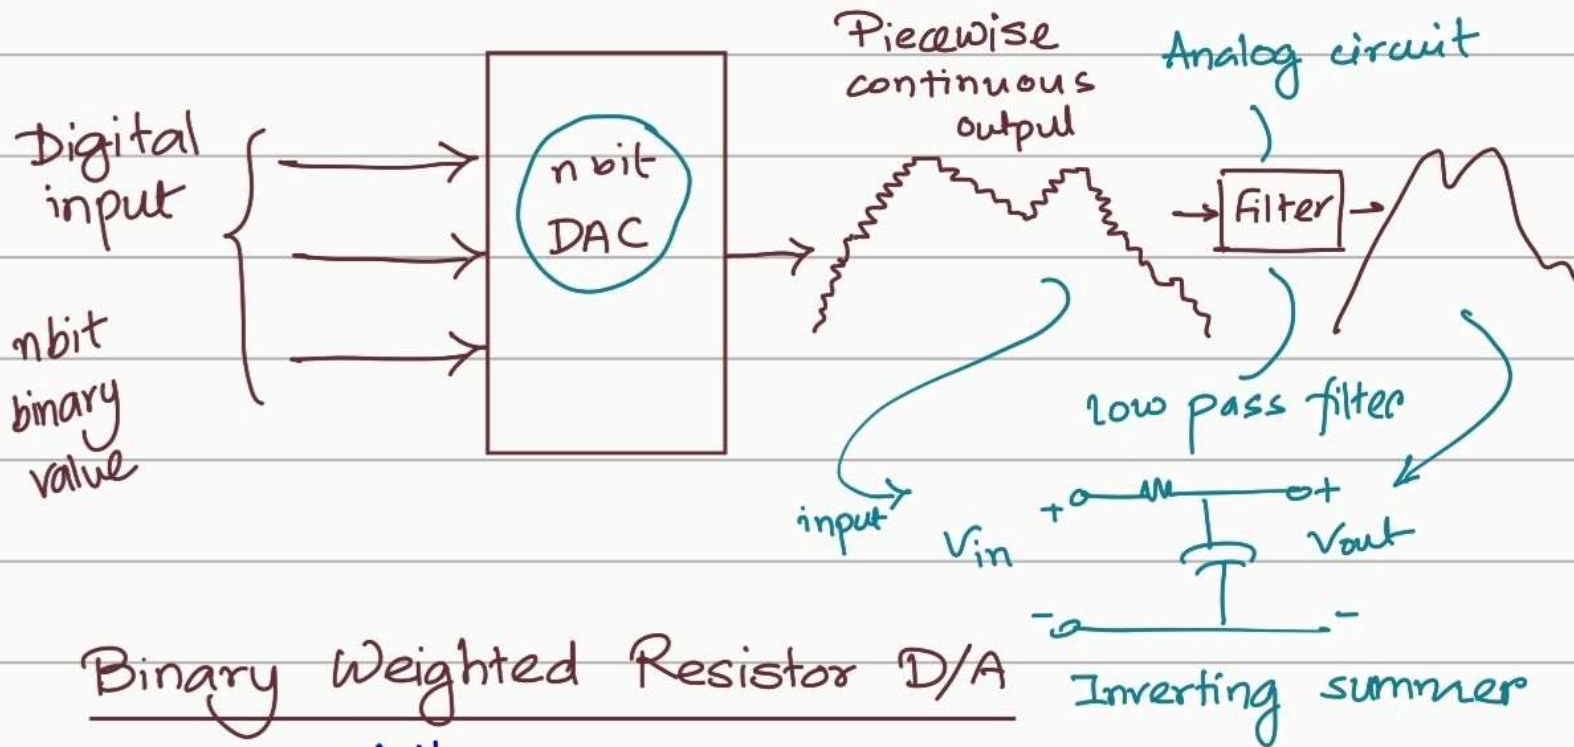 Piecewise
continuous
output
Analog circuit
Digital
input
n bit
DAC
Filter
n bit
binary
value
low pass filter
input
Vin
+
+
Vout
-
-
Binary Weighted Resistor D/A
Inverting summer